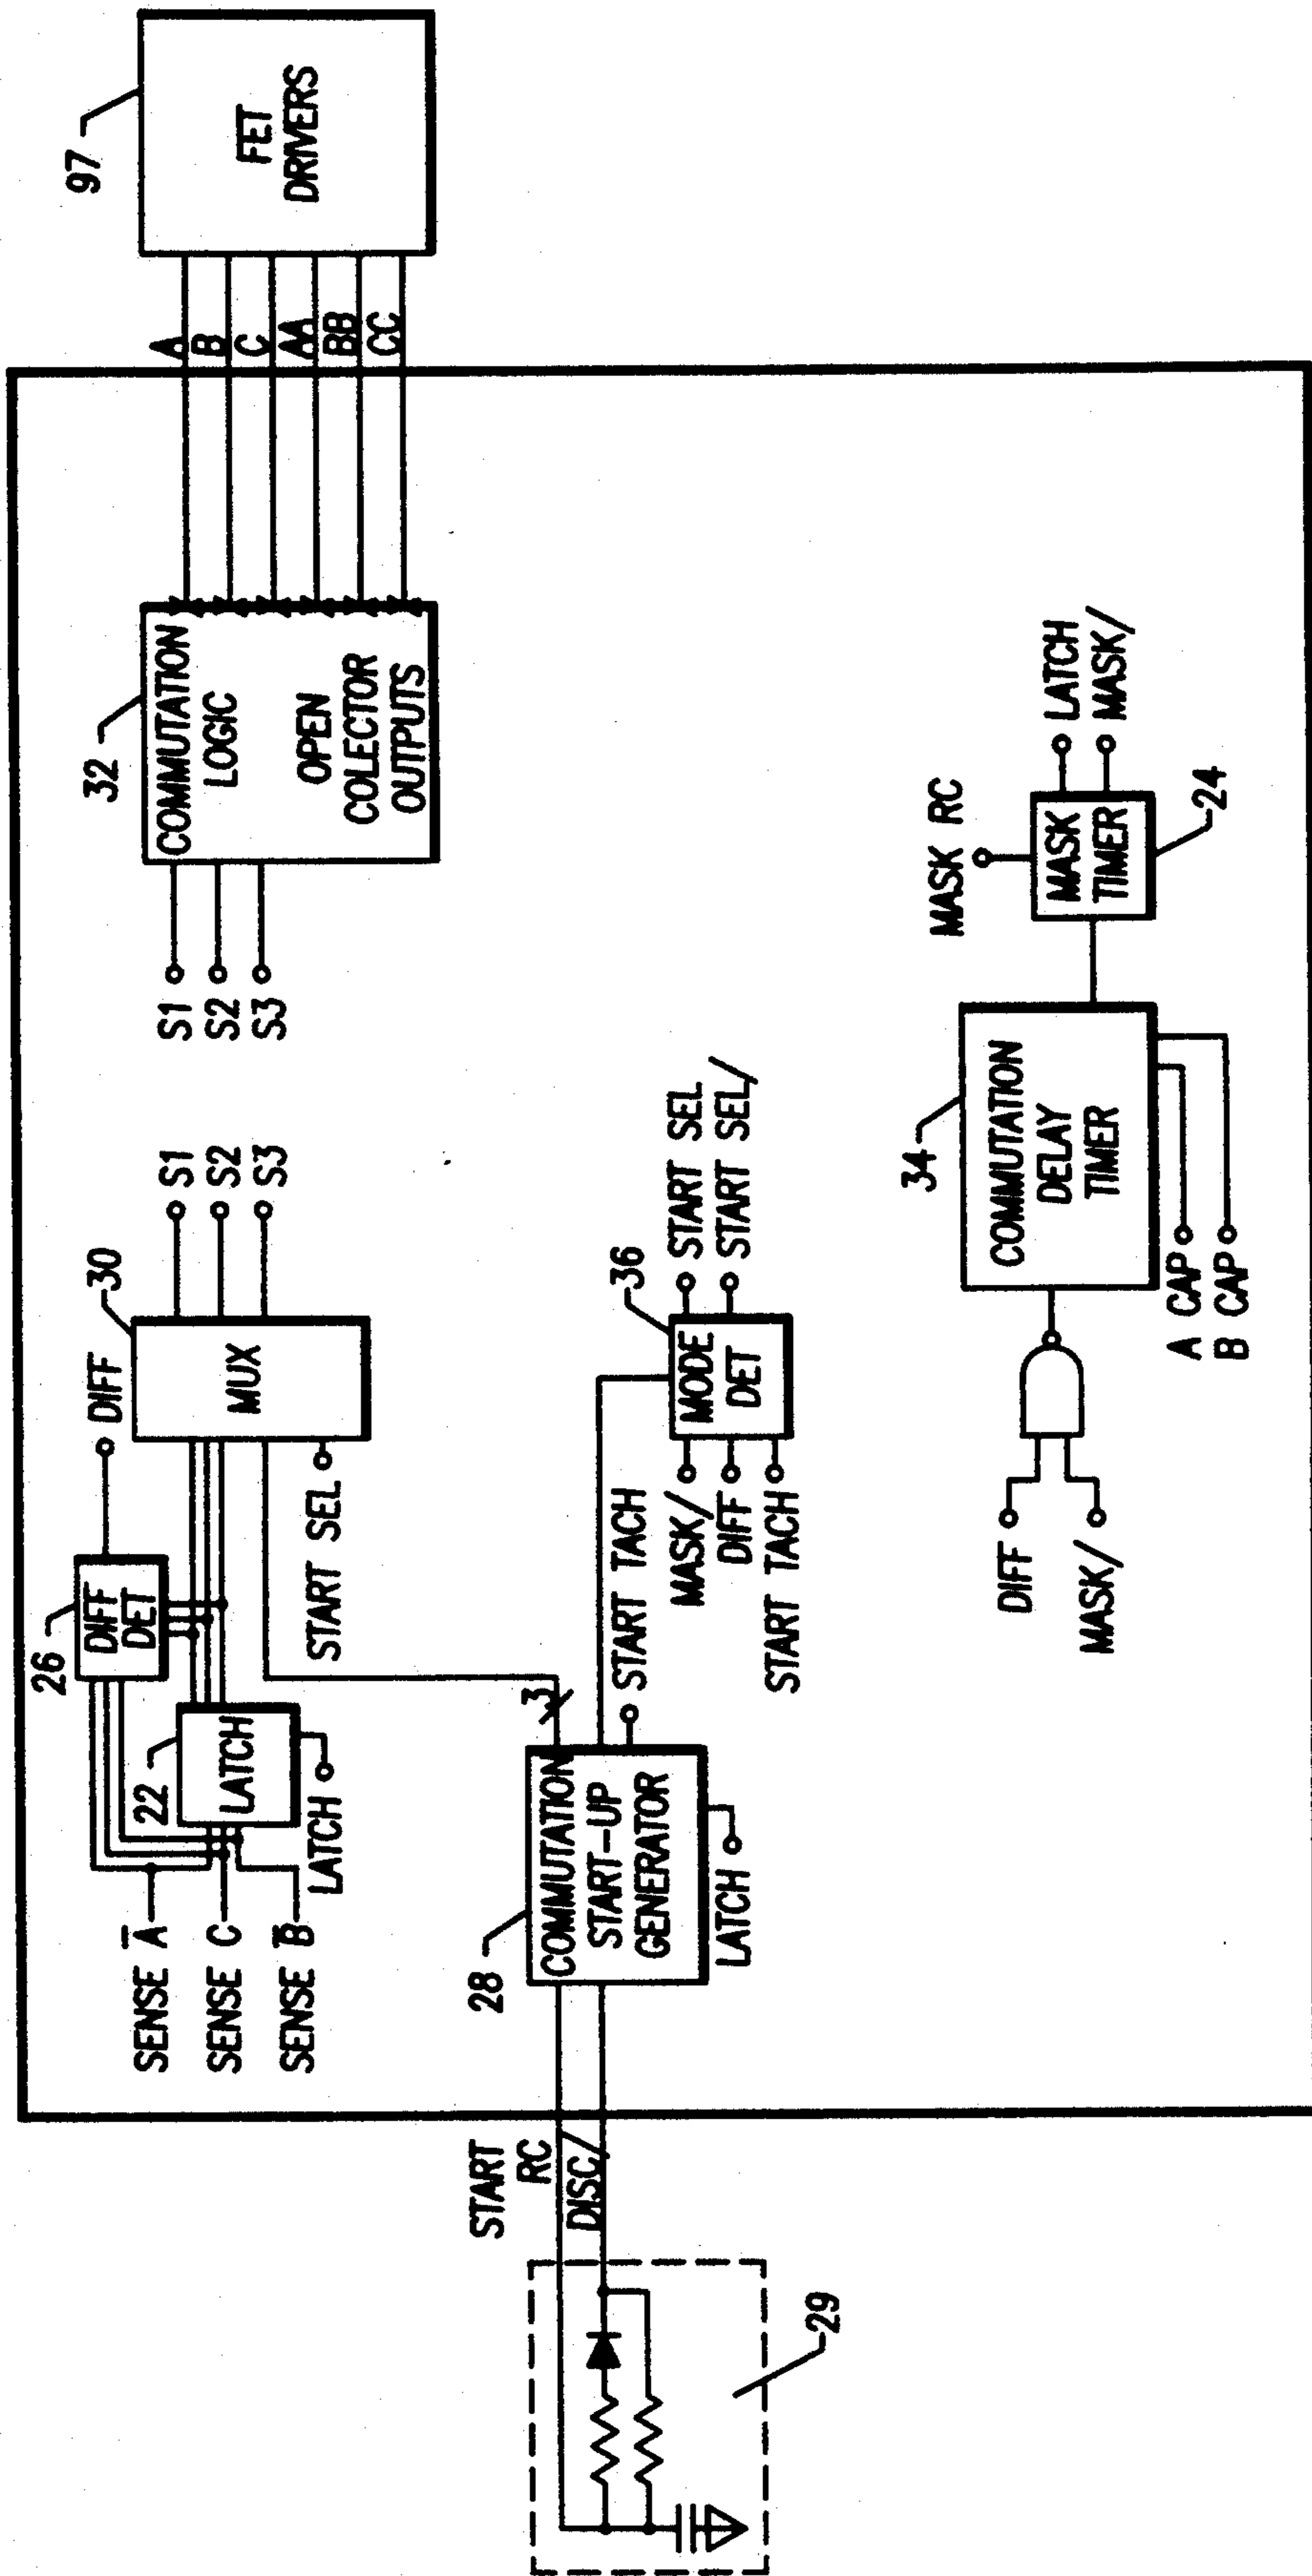 SENSE A̅
SENSE C
SENSE B̅
22
LATCH
LATCH
26
DIFF
DET
DIFF
30
MUX
START SEL
S1
S2
S3
S1
S2
S3
32
COMMUTATION
LOGIC
OPEN
COLECTOR
OUTPUTS
A
B
C
AA
BB
CC
97
FET
DRIVERS
START
RC
DISC/
29
28
COMMUTATION
START-UP
GENERATOR
LATCH
3
START TACH
36
MODE
DET
MASK/
DIFF
START TACH
START SEL
START SEL/
DIFF
MASK/
34
COMMUTATION
DELAY
TIMER
A CAP
B CAP
MASK RC
MASK
TIMER
24
LATCH
MASK/